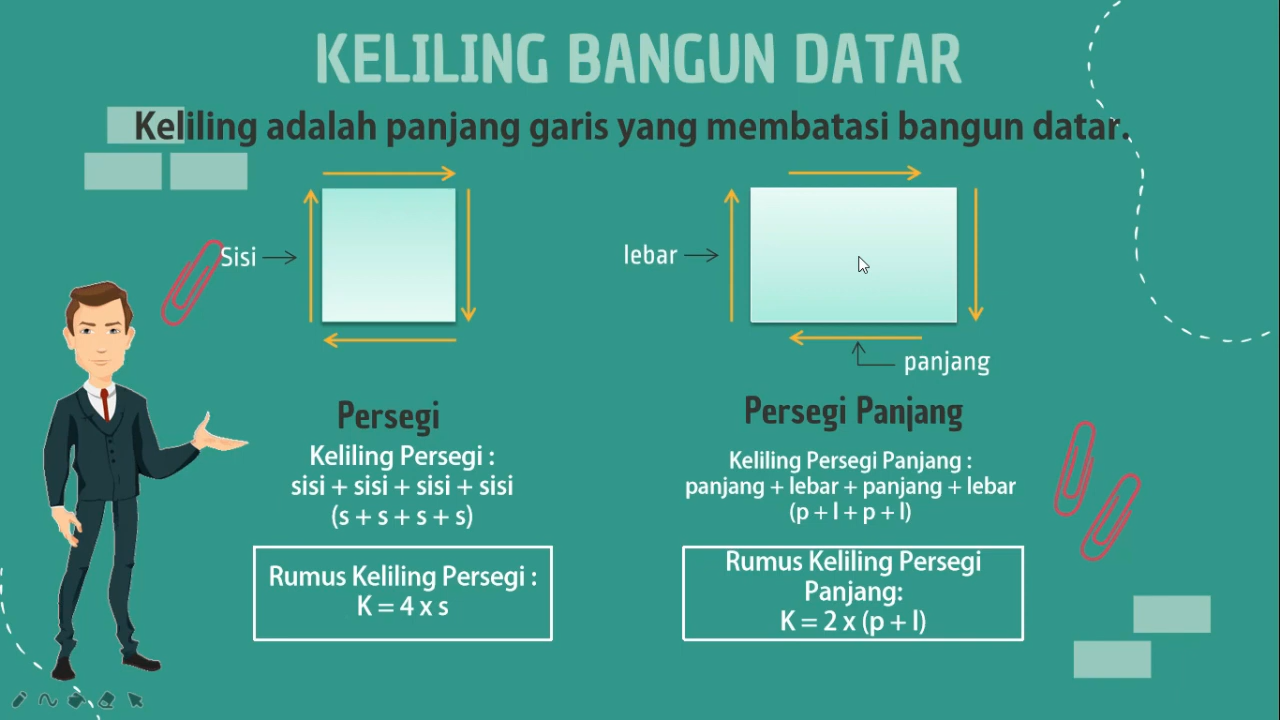 KELILING BANGUN DATAR
Keliling adalah panjang garis yang membatasi bangun datar.
Sisi
lebar
panjang
Persegi
Keliling Persegi :
sisi + sisi + sisi + sisi
(s + s + s + s)
Rumus Keliling Persegi :
K = 4 x s
Persegi Panjang
Keliling Persegi Panjang :
panjang + lebar + panjang + lebar
(p + l + p + l)
Rumus Keliling Persegi
Panjang:
K = 2 x (p + l)